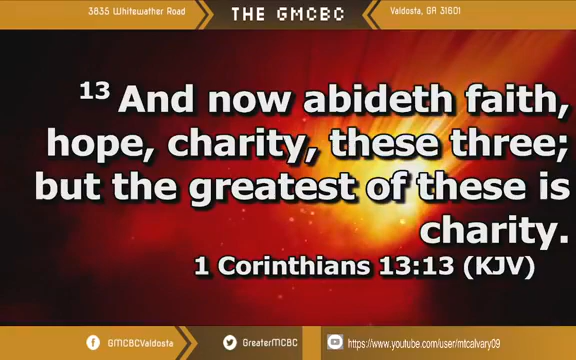 3835 Whitewather Road
THE GMCBC
Valdosta, GA 31601
13 And now abideth faith,
hope, charity, these three;
but the greatest of these is
charity.
1 Corinthians 13:13 (KJV)
GMCBCValdosta
GreaterMCBC
https://www.youtube.com/user/mtcalvary09